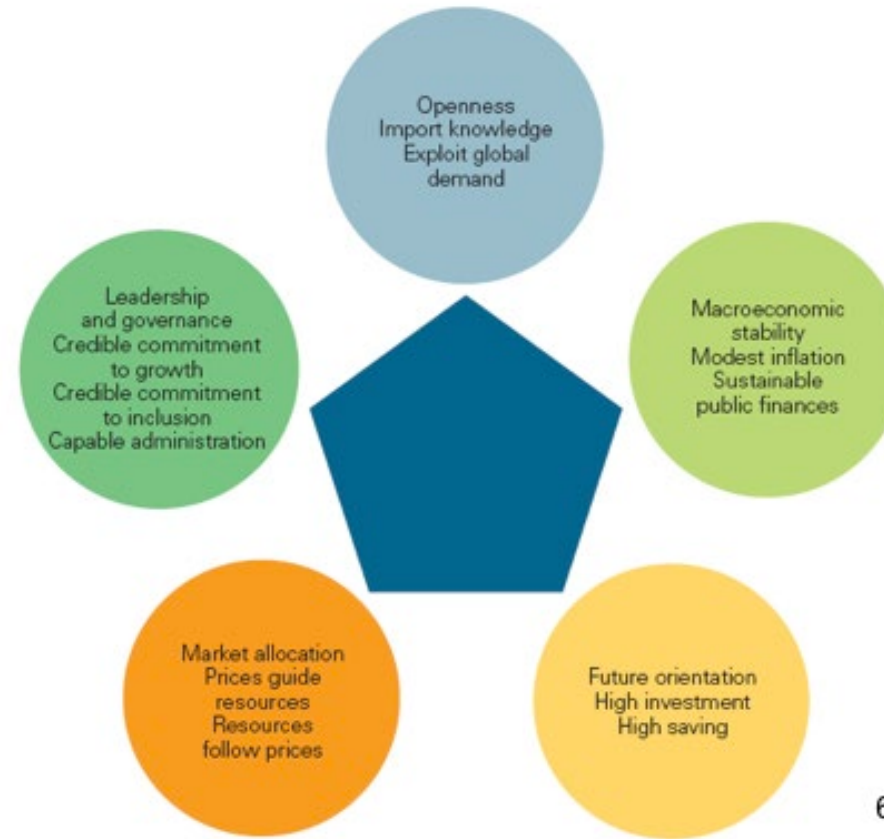 Openness
Import knowledge
Exploit global
demand
Leadership
and governance
Credible commitment
to growth
Credible commitment
to inclusion
Capable administration
Macroeconomic
stability
Modest inflation
Sustainable
public finances
Market allocation
Prices guide
resources
Resources
follow prices
Future orientation
High investment
High saving